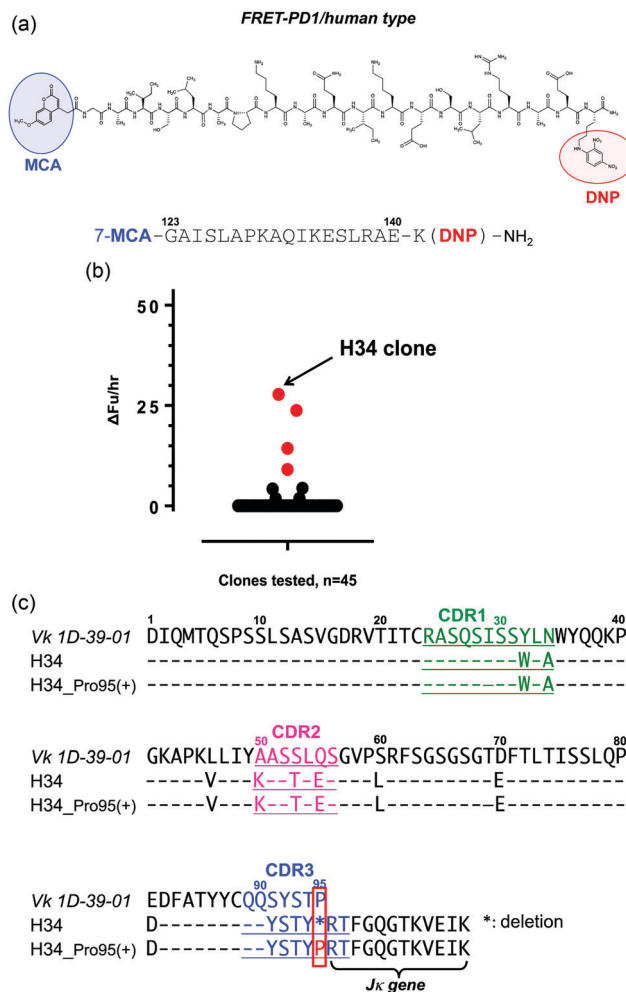 (a)
FRET-PD1/human type
MCA
DNP
123 140
7-MCA-GAISLAPKAQIKESLRAE-K(DNP)-NH2
(b)
50
25
0
ΔFu/hr
H34 clone
Clones tested, n=45
(c)
CDR1
1 10 20 30 40
Vk 1D-39-01 DIQMTQSPSSLSASVGDRVTITCRASQSISSYLNWYQQKP
H34 -------------------------------W-A------
H34_Pro95(+) -------------------------------W-A------
CDR2
50 60 70 80
Vk 1D-39-01 GKAPKLLIYAASSLQSGVPSRFSGSGSGTDFTLTISSLQP
H34 -----V---K--T-E----L---------E----------
H34_Pro95(+) -----V---K--T-E----L---------E----------
CDR3
90 95
Vk 1D-39-01 EDFATYYCQQSYSTP
H34 D---------YSTY*RTFGQGTKVEIK *: deletion
H34_Pro95(+) D---------YSTYPRTFGQGTKVEIK
Jκ gene